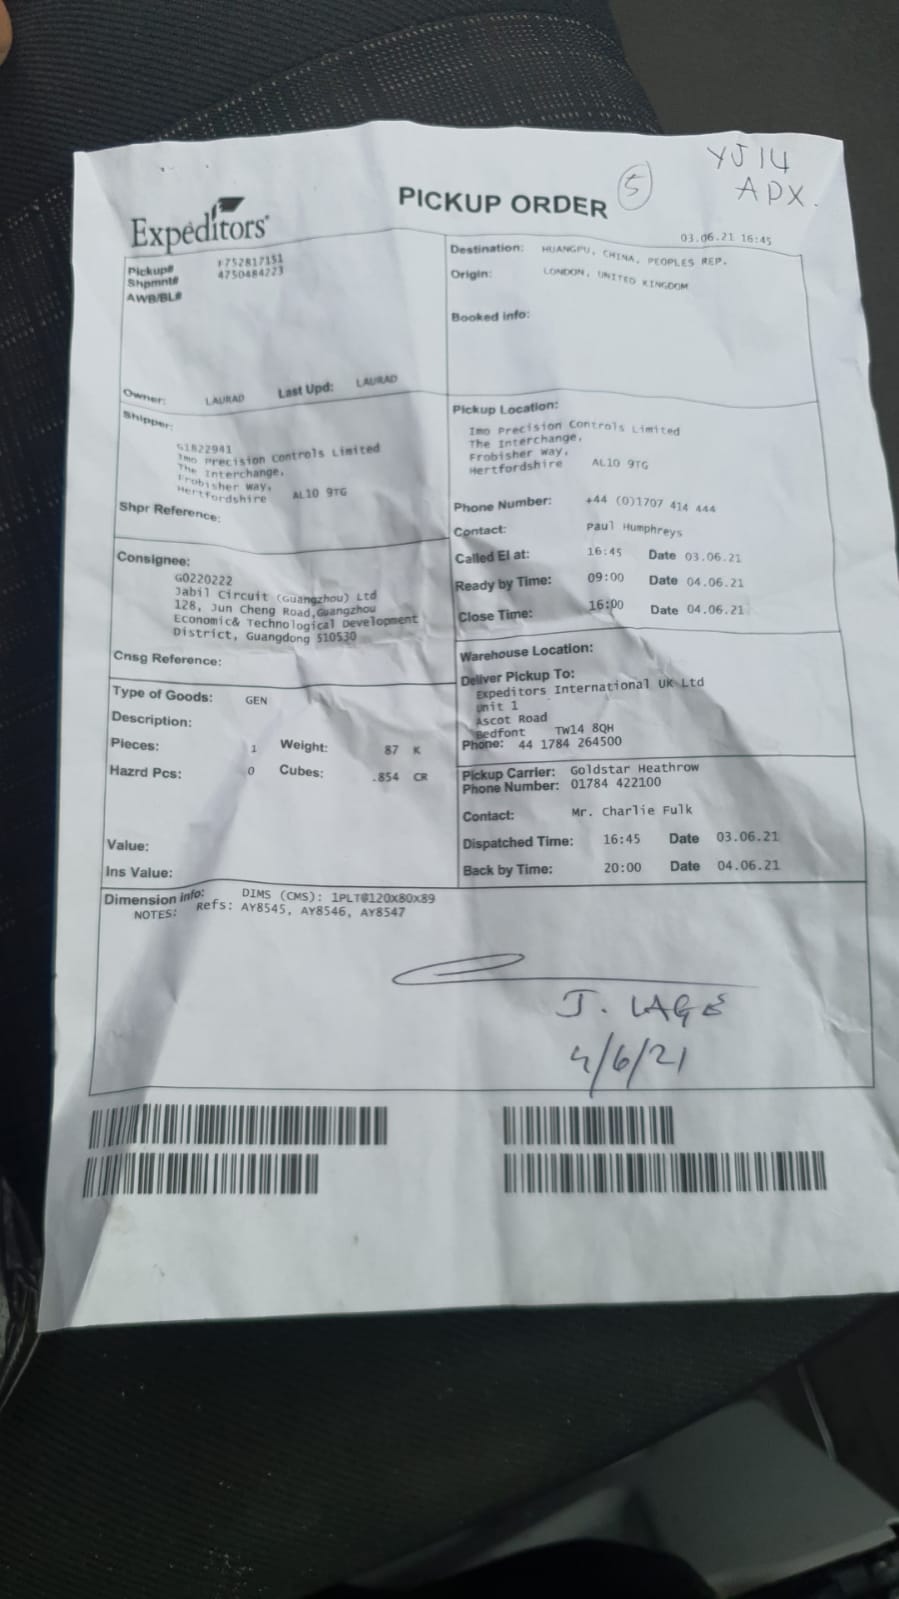 YJ14
APX.
5
PICKUP ORDER
Expeditors
03.06.21 16:45
Pickup# F752817151
Shpmnt# 4750484223
AWB/BL#
Destination: HUANGPU, CHINA, PEOPLES REP.
Origin: LONDON, UNITED KINGDOM
Booked info:
Owner: LAURAD Last Upd: LAURAD
Shipper:
G1822941
Imo Precision Controls Limited
The Interchange,
Frobisher Way,
Hertfordshire AL10 9TG
Shpr Reference:
Pickup Location:
Imo Precision Controls Limited
The Interchange,
Frobisher Way,
Hertfordshire AL10 9TG
Phone Number: +44 (0)1707 414 444
Contact: Paul Humphreys
Called EI at: 16:45 Date 03.06.21
Ready by Time: 09:00 Date 04.06.21
Close Time: 16:00 Date 04.06.21
Consignee:
G0220222
Jabil Circuit (Guangzhou) Ltd
128, Jun Cheng Road,Guangzhou
Economic& Technological Development
District, Guangdong 510530
Cnsg Reference:
Warehouse Location:
Deliver Pickup To:
Expeditors International UK Ltd
Unit 1
Ascot Road
Bedfont TW14 8QH
Phone: 44 1784 264500
Type of Goods: GEN
Description:
Pieces: 1 Weight: 87 K
Hazrd Pcs: 0 Cubes: .854 CR
Value:
Ins Value:
Pickup Carrier: Goldstar Heathrow
Phone Number: 01784 422100
Contact: Mr. Charlie Fulk
Dispatched Time: 16:45 Date 03.06.21
Back by Time: 20:00 Date 04.06.21
Dimension info: DIMS (CMS): 1PLT@120X80X89
NOTES: Refs: AY8545, AY8546, AY8547
J. LAGE
4/6/21